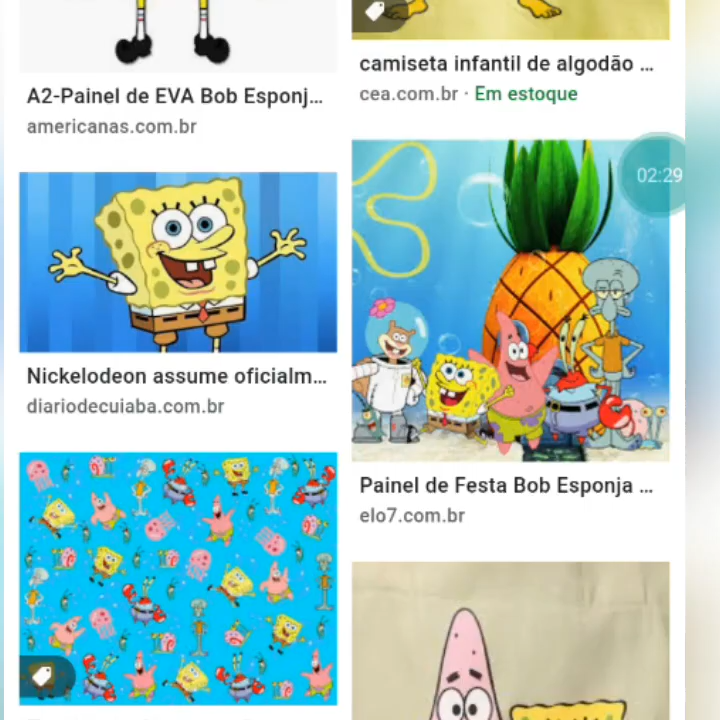 A2-Painel de EVA Bob Esponj...
americanas.com.br
Nickelodeon assume oficialm...
diariodecuiaba.com.br
camiseta infantil de algodão ...
cea.com.br · Em estoque
02:29
Painel de Festa Bob Esponja ...
elo7.com.br